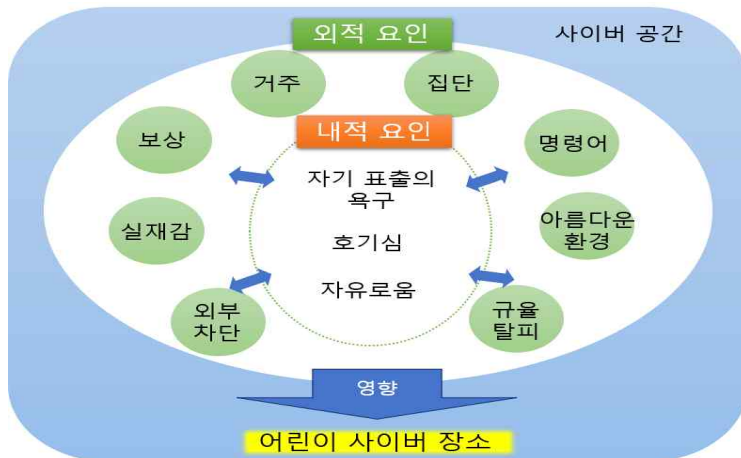 외적 요인
사이버 공간
거주
집단
내적 요인
보상
명령어
자기 표출의
욕구
실재감
호기심
아름다운
환경
자유로움
외부
차단
규율
탈피
영향
어린이 사이버 장소